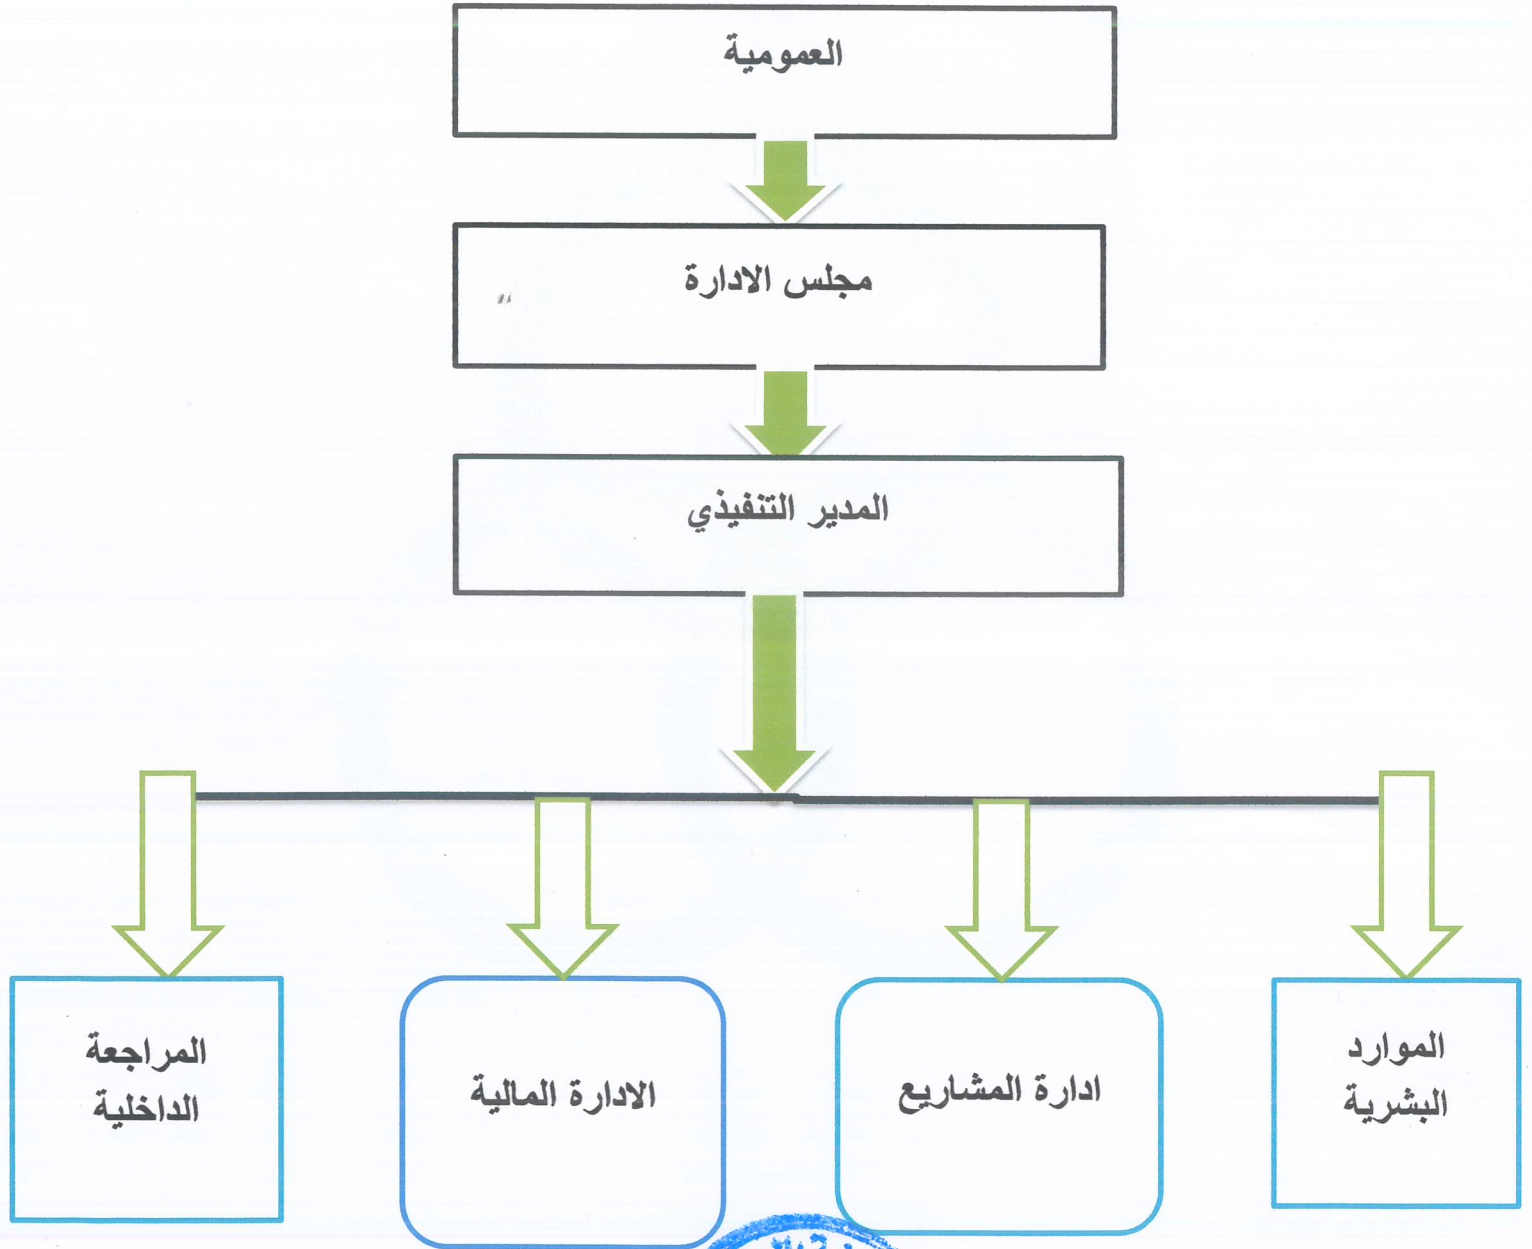 العمومية
مجلس الادارة
المدير التنفيذي
الموارد
البشرية
ادارة المشاريع
الادارة المالية
المراجعة
الداخلية